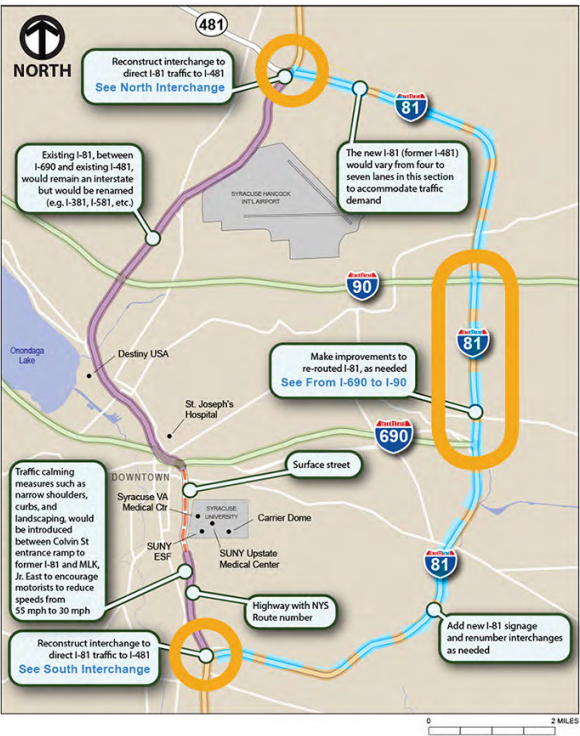 481
NORTH
Reconstruct interchange to
direct I-81 traffic to I-481
See North Interchange
81
Existing I-81, between
I-690 and existing I-481,
would remain an interstate
but would be renamed
(e.g. I-381, I-581, etc.)
The new I-81 (former I-481)
would vary from four to
seven lanes in this section
to accommodate traffic
demand
SYRACUSE HANCOCK
INT'L AIRPORT
90
81
Onondaga
Lake
Destiny USA
Make improvements to
re-routed I-81, as needed
See From I-690 to I-90
St. Joseph's
Hospital
690
Surface street
Traffic calming
measures such as
narrow shoulders,
curbs, and
landscaping, would
be introduced
between Colvin St
entrance ramp to
former I-81 and MLK,
Jr. East to encourage
motorists to reduce
speeds from
55 mph to 30 mph
DOWNTOWN
Syracuse VA
Medical Ctr
SYRACUSE
UNIVERSITY
Carrier Dome
SUNY
ESF
SUNY Upstate
Medical Center
81
Highway with NYS
Route number
Add new I-81 signage
and renumber interchanges
as needed
Reconstruct interchange to
direct I-81 traffic to I-481
See South Interchange
0 2 MILES